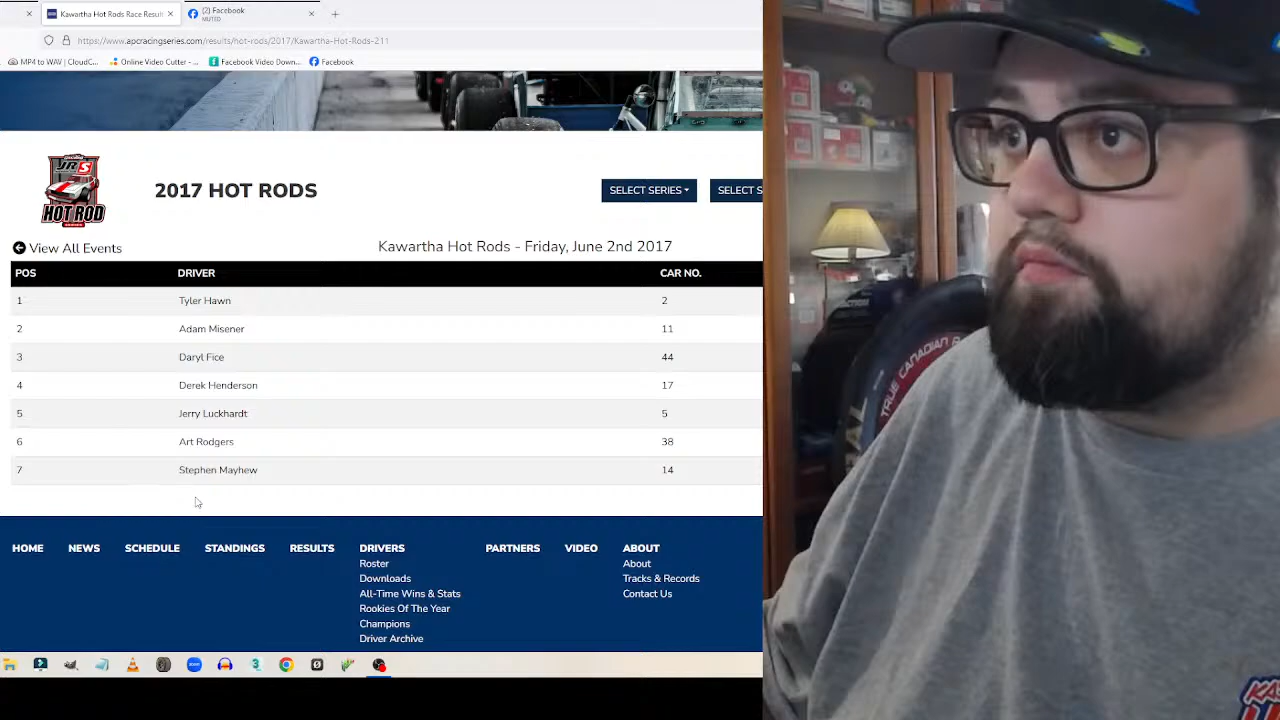 Kawartha Hot Rods Race Result
(2) Facebook
MUTED
https://www.apcracingseries.com/results/hot-rods/2017/Kawartha-Hot-Rods-211
MP4 to WAV | CloudC...
Online Video Cutter - ...
Facebook Video Down...
Facebook
JRS
HOT ROD
SERIES
2017 HOT RODS
SELECT SERIES
SELECT S
View All Events
Kawartha Hot Rods - Friday, June 2nd 2017
POS DRIVER CAR NO.
1 Tyler Hawn 2
2 Adam Misener 11
3 Daryl Fice 44
4 Derek Henderson 17
5 Jerry Luckhardt 5
6 Art Rodgers 38
7 Stephen Mayhew 14
HOME NEWS SCHEDULE STANDINGS RESULTS DRIVERS PARTNERS VIDEO ABOUT
Roster About
Downloads Tracks & Records
All-Time Wins & Stats Contact Us
Rookies Of The Year
Champions
Driver Archive
zoom
TRUE CANADIAN